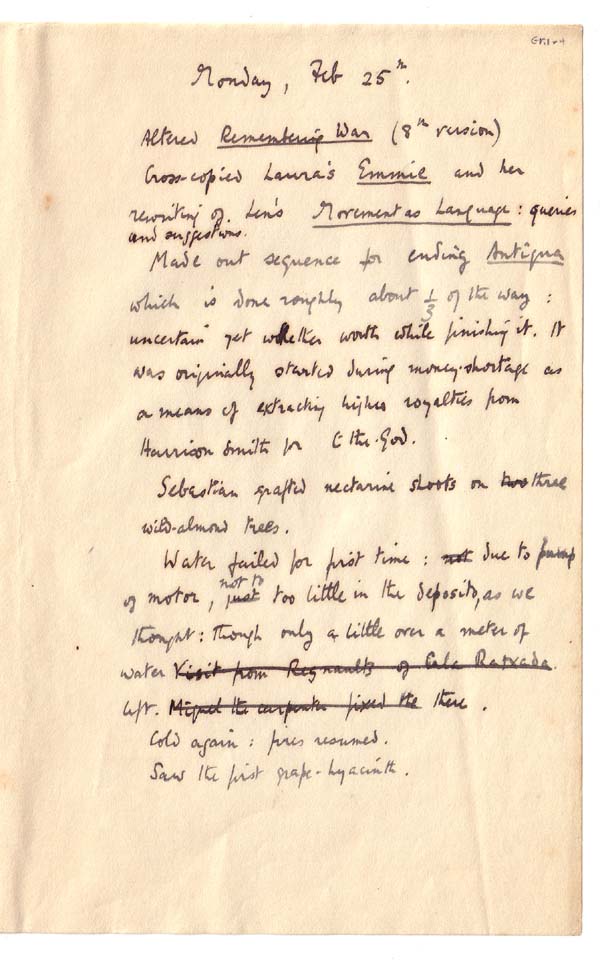 Gr.1-4
Monday, Feb 25th.
Altered Remembering War (8th version)
Cross-copied Laura's Emmie and her
rewriting of Len's Movement as Language: queries
and suggestions.
Made out sequence for ending Antigua
which is done roughly about 1/3 of the way:
uncertain yet whether worth while finishing it. It
was originally started during money-shortage as
a means of extracting higher royalties from
Harrison Smith for C the God.
Sebastian grafted nectarine shoots on two three
wild-almond trees.
Water failed for first time: not due to pump
of motor, just not to too little in the deposito, as we
thought: though only a little over a meter of
water Visit from Regnaults of Cala Ratxada.
left. Miguel the carpenter fixed the there.
Cold again: fires resumed.
Saw the first grape-hyacinth.